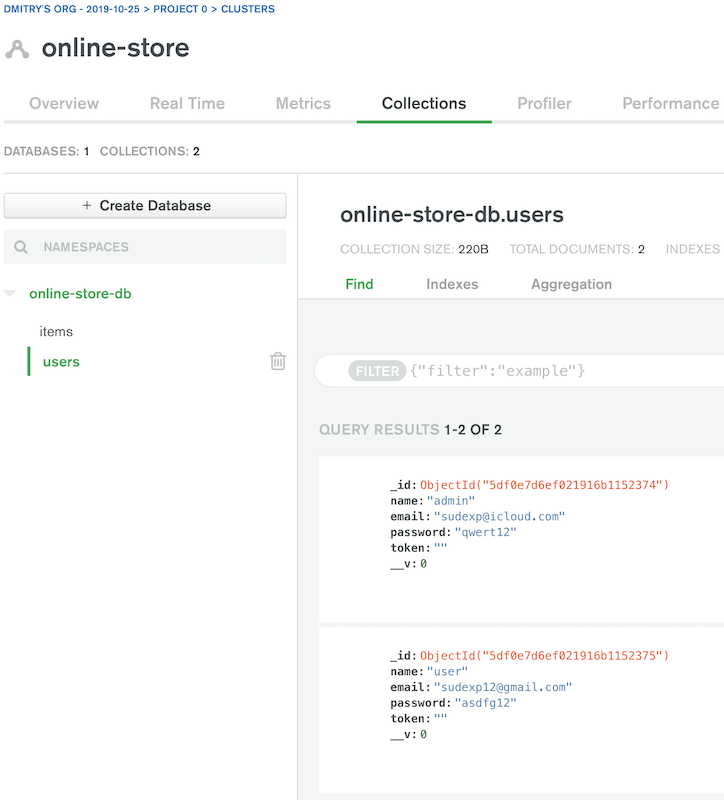 DMITRY'S ORG - 2019-10-25 > PROJECT 0 > CLUSTERS
online-store
Overview Real Time Metrics Collections Profiler Performance
DATABASES: 1 COLLECTIONS: 2
+ Create Database
NAMESPACES
online-store-db
items
users
online-store-db.users
COLLECTION SIZE: 220B TOTAL DOCUMENTS: 2 INDEXES
Find Indexes Aggregation
FILTER {"filter":"example"}
QUERY RESULTS 1-2 OF 2
_id: ObjectId("5df0e7d6ef021916b1152374")
name: "admin"
email: "sudexp@icloud.com"
password: "qwert12"
token: ""
__v: 0
_id: ObjectId("5df0e7d6ef021916b1152375")
name: "user"
email: "sudexp12@gmail.com"
password: "asdfg12"
token: ""
__v: 0